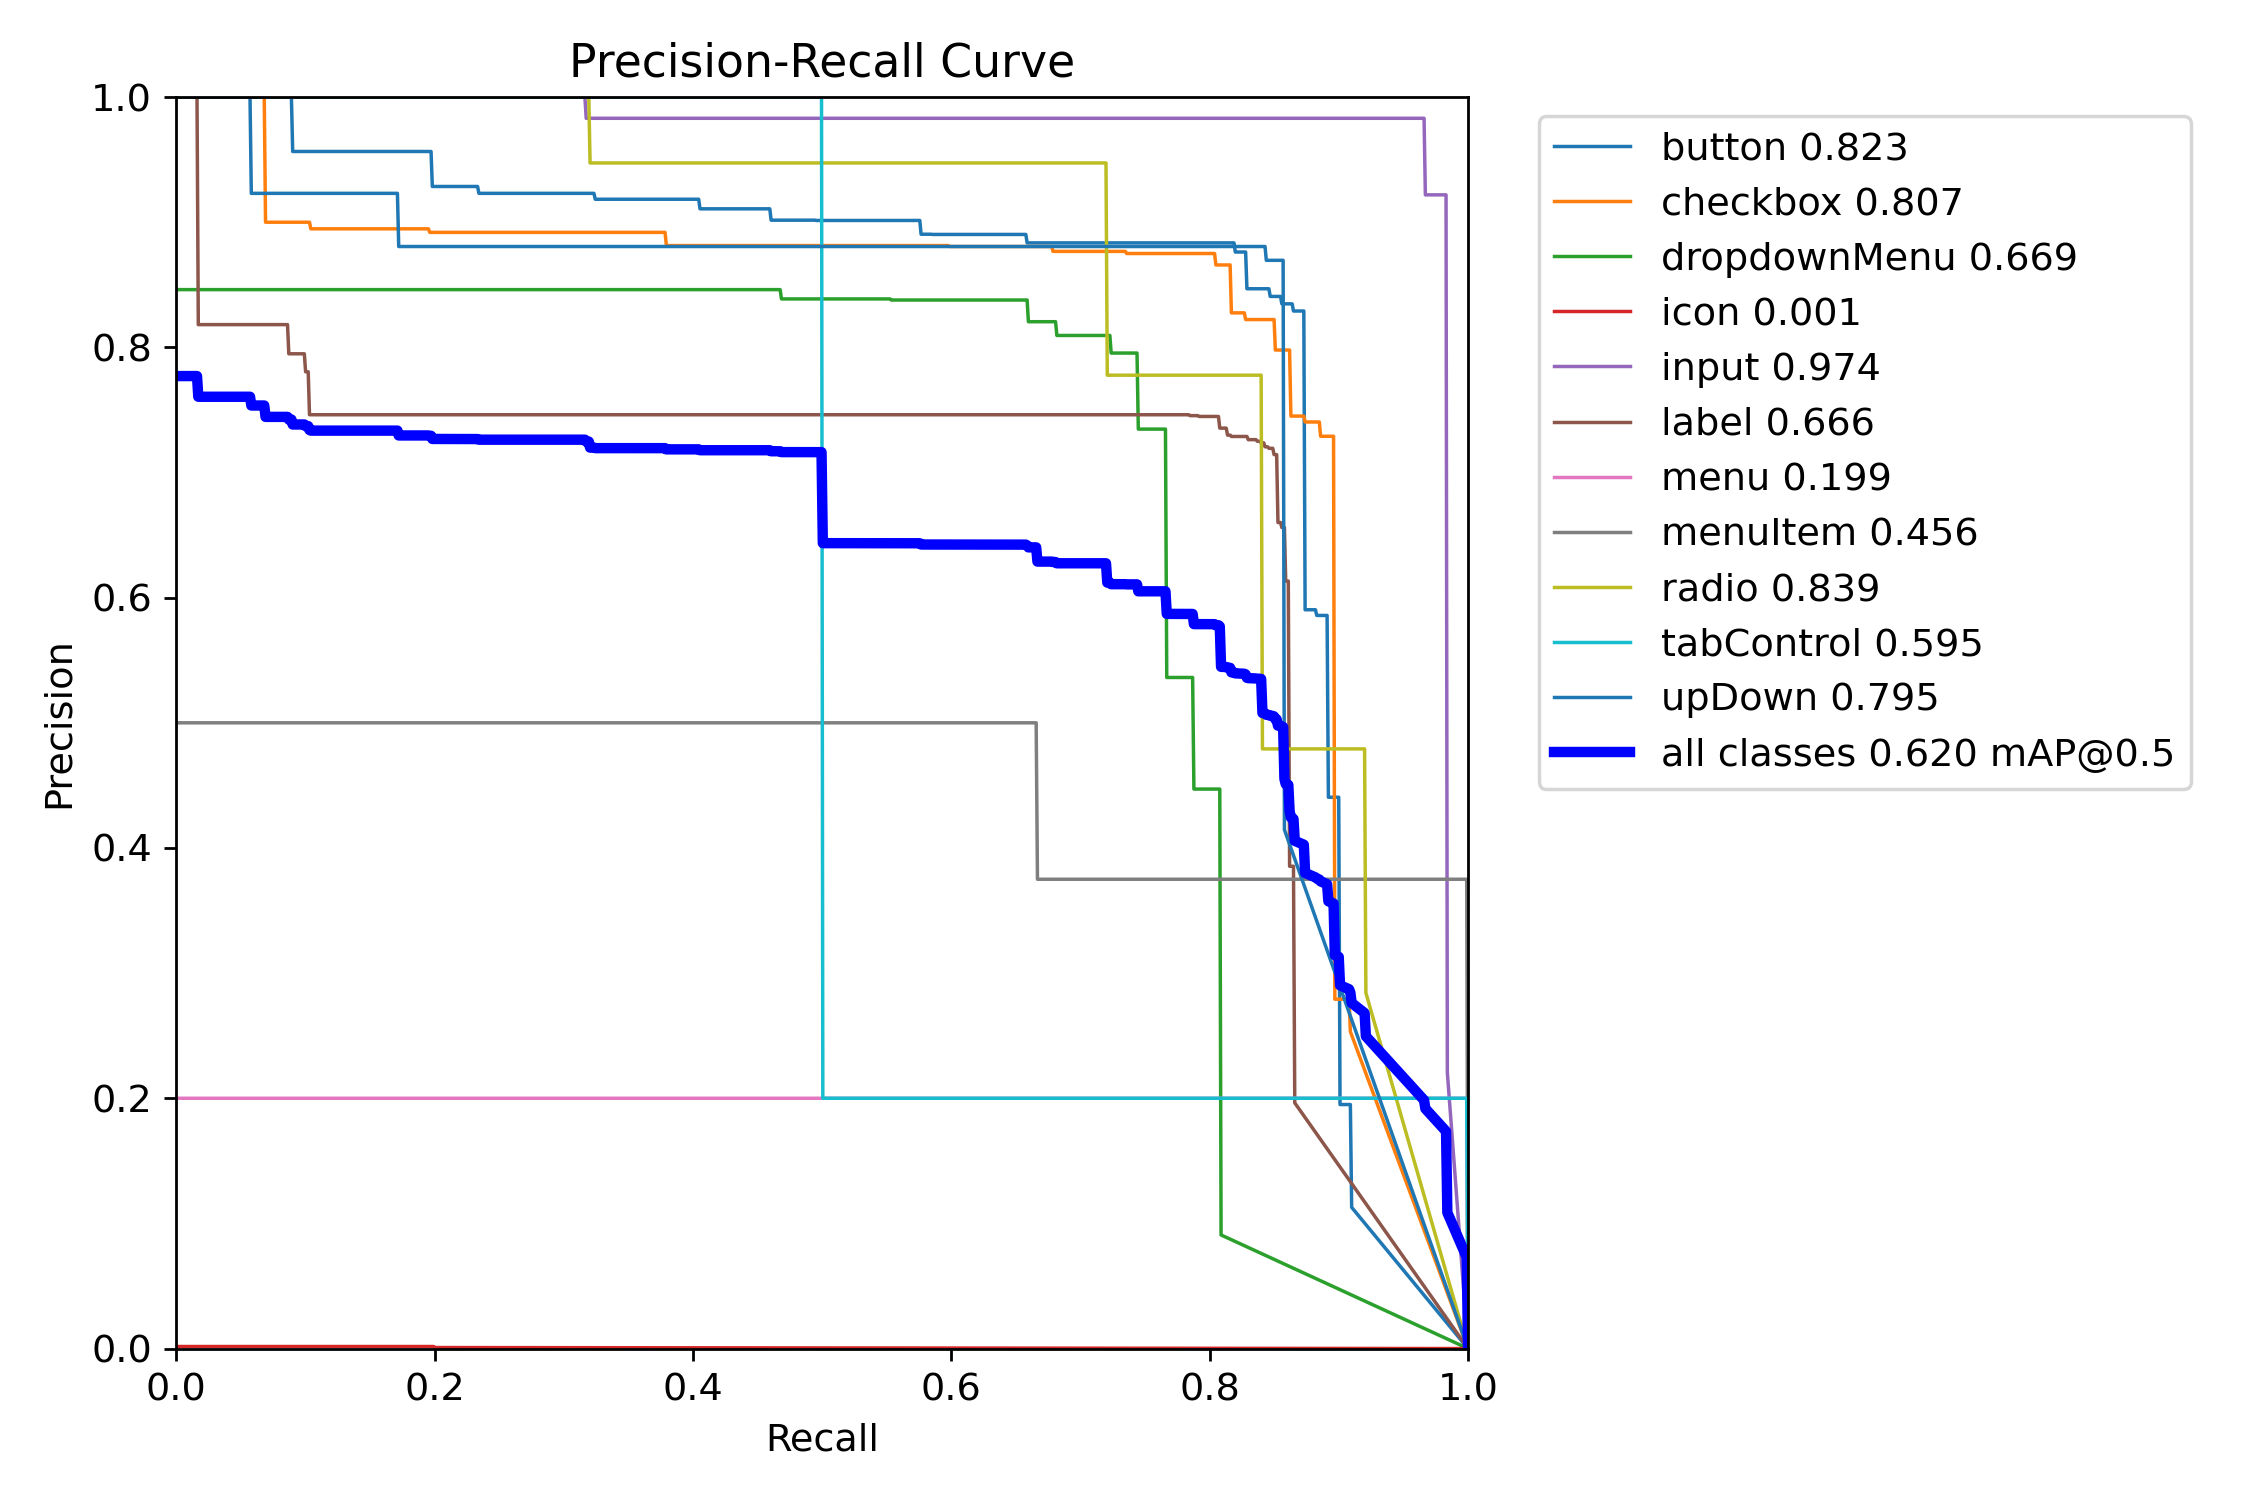 Precision-Recall Curve
1.0
0.8
0.6
0.4
0.2
0.0
Precision
0.0 0.2 0.4 0.6 0.8 1.0
Recall
button 0.823
checkbox 0.807
dropdownMenu 0.669
icon 0.001
input 0.974
label 0.666
menu 0.199
menuItem 0.456
radio 0.839
tabControl 0.595
upDown 0.795
all classes 0.620 mAP@0.5